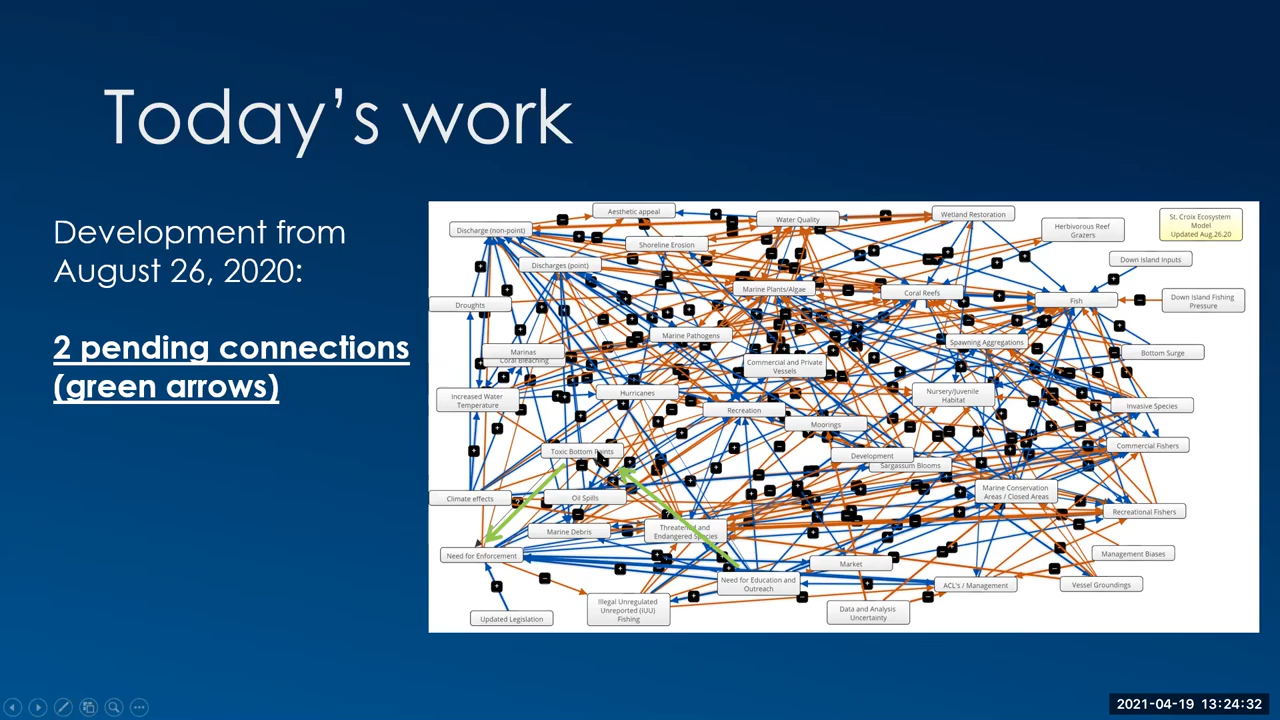 Today's work
Development from
August 26, 2020:
2 pending connections
(green arrows)
Aesthetic appeal
Water Quality
Wetland Restoration
St. Croix Ecosystem
Model
Updated Aug.26.20
Discharge (non-point)
Herbivorous Reef
Grazers
Shoreline Erosion
Down Island Inputs
Discharges (point)
Marine Plants/Algae
Coral Reefs
Fish
Down Island Fishing
Pressure
Droughts
Marine Pathogens
Spawning Aggregations
Marinas
Coral Bleaching
Commercial and Private
Vessels
Bottom Surge
Increased Water
Temperature
Hurricanes
Nursery/Juvenile
Habitat
Recreation
Invasive Species
Moorings
Commercial Fishers
Toxic Bottom Paints
Development
Sargassum Blooms
Climate effects
Oil Spills
Marine Conservation
Areas / Closed Areas
Recreational Fishers
Marine Debris
Threatened and
Endangered Species
Need for Enforcement
Management Biases
Market
Need for Education and
Outreach
ACL's / Management
Vessel Groundings
Illegal Unregulated
Unreported (IUU)
Fishing
Data and Analysis
Uncertainty
Updated Legislation
2021-04-19 13:24:32